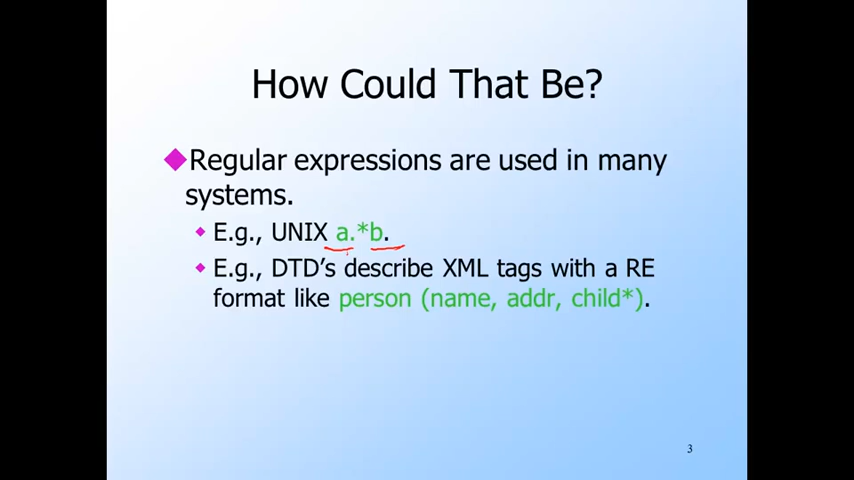 How Could That Be?
Regular expressions are used in many
systems.
E.g., UNIX a.*b.
E.g., DTD’s describe XML tags with a RE
format like person (name, addr, child*).
3